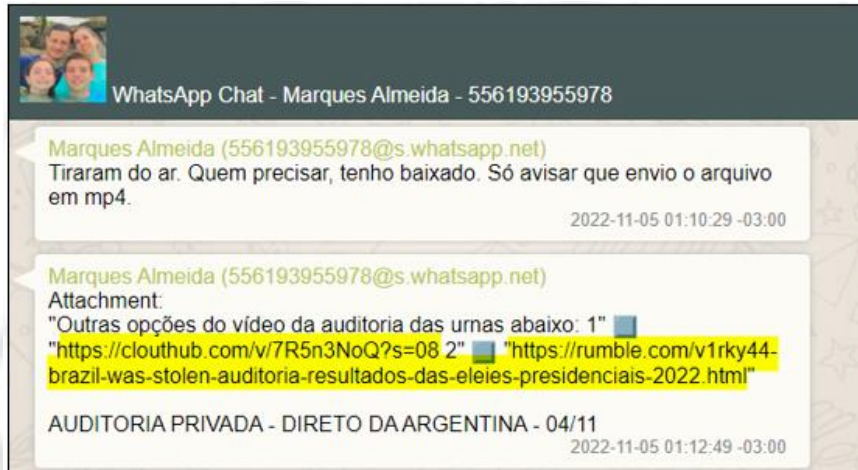 WhatsApp Chat - Marques Almeida - 556193955978
Marques Almeida (556193955978@s.whatsapp.net)
Tiraram do ar. Quem precisar, tenho baixado. Só avisar que envio o arquivo
em mp4.
2022-11-05 01:10:29 -03:00
Marques Almeida (556193955978@s.whatsapp.net)
Attachment:
"Outras opções do vídeo da auditoria das urnas abaixo: 1"
"https://clouthub.com/v/7R5n3NoQ?s=08 2" "https://rumble.com/v1rky44-
brazil-was-stolen-auditoria-resultados-das-eleies-presidenciais-2022.html"
AUDITORIA PRIVADA - DIRETO DA ARGENTINA - 04/11
2022-11-05 01:12:49 -03:00